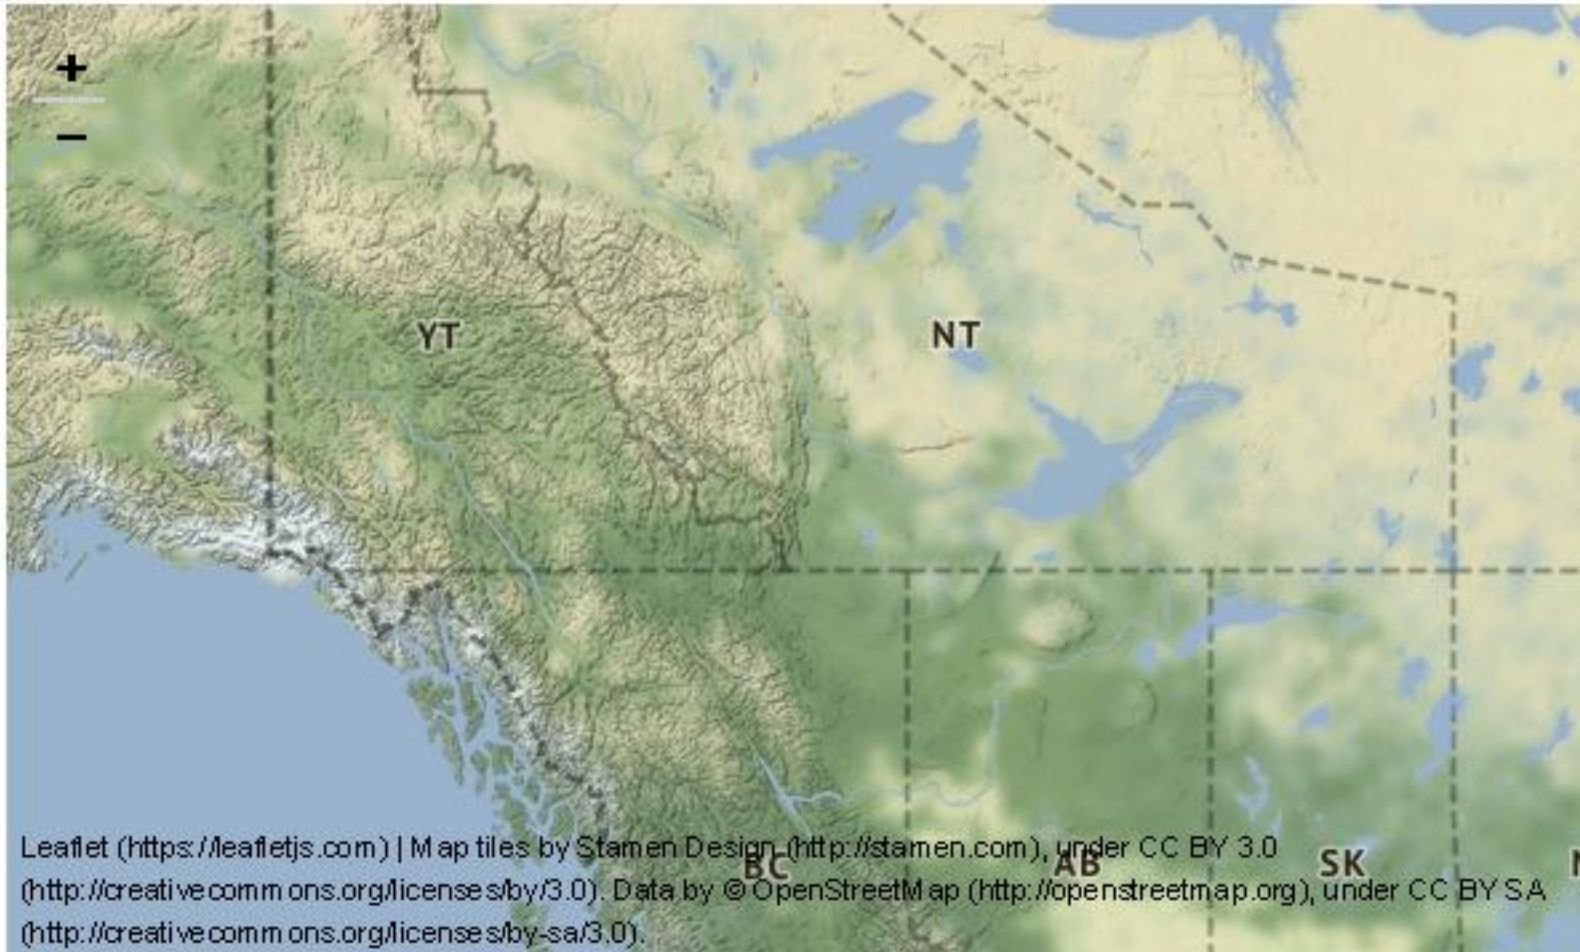 +
−
YT
NT
BC
AB
SK
N
Leaflet (https://leafletjs.com) | Map tiles by Stamen Design (http://stamen.com), under CC BY 3.0
(http://creativecommons.org/licenses/by/3.0). Data by © OpenStreetMap (http://openstreetmap.org), under CC BY SA
(http://creativecommons.org/licenses/by-sa/3.0).